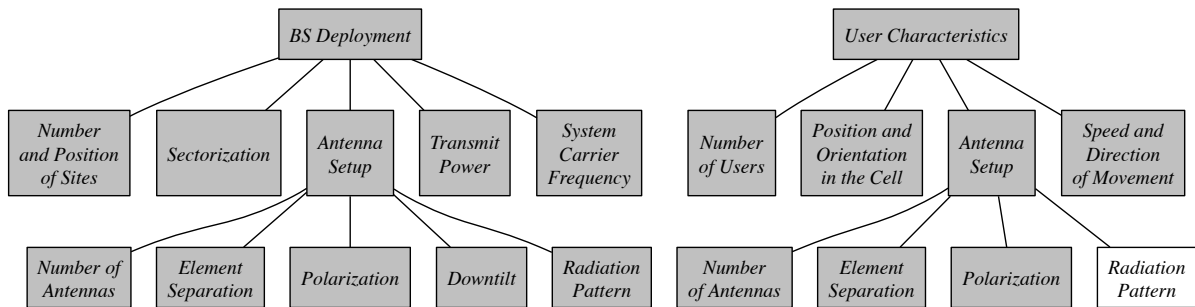 BS Deployment
Number
and Position
of Sites
Sectorization
Antenna
Setup
Transmit
Power
System
Carrier
Frequency
Number of
Antennas
Element
Separation
Polarization
Downtilt
Radiation
Pattern
User Characteristics
Number
of Users
Position and
Orientation
in the Cell
Antenna
Setup
Speed and
Direction
of Movement
Number
of Antennas
Element
Separation
Polarization
Radiation
Pattern